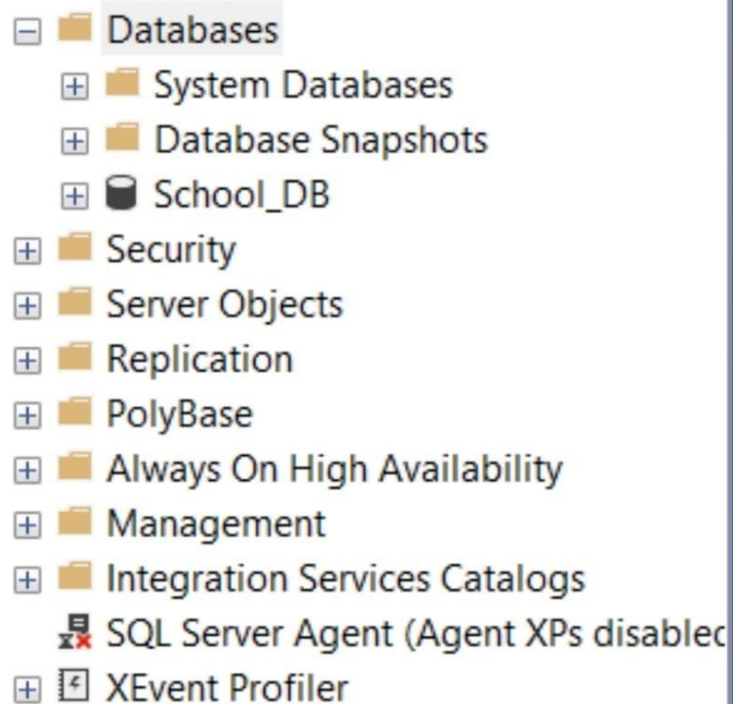 Databases
System Databases
Database Snapshots
School_DB
Security
Server Objects
Replication
PolyBase
Always On High Availability
Management
Integration Services Catalogs
SQL Server Agent (Agent XPs disabled
XEvent Profiler